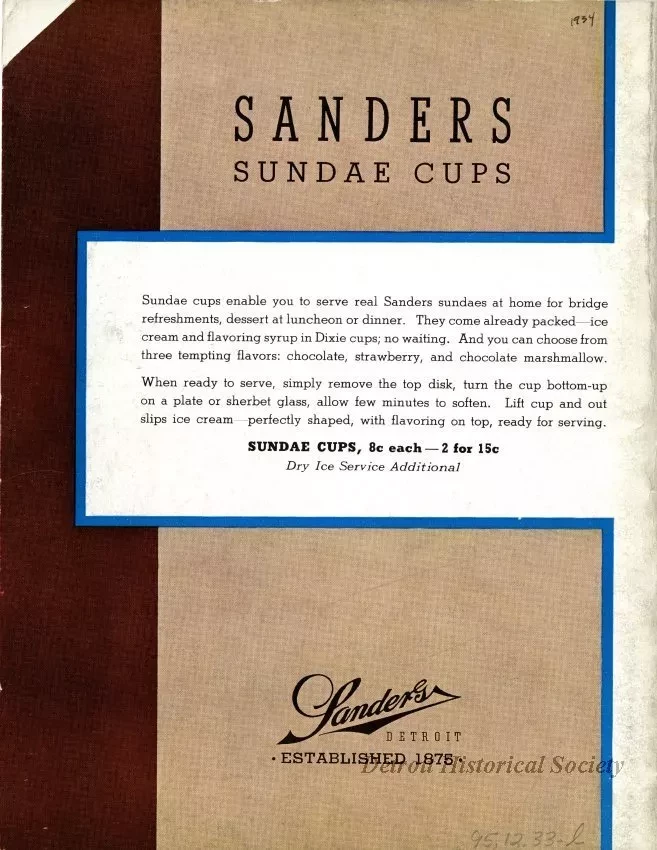 1934
SANDERS
SUNDAE CUPS
Sundae cups enable you to serve real Sanders sundaes at home for bridge
refreshments, dessert at luncheon or dinner. They come already packed—ice
cream and flavoring syrup in Dixie cups; no waiting. And you can choose from
three tempting flavors: chocolate, strawberry, and chocolate marshmallow.
When ready to serve, simply remove the top disk, turn the cup bottom-up
on a plate or sherbet glass, allow few minutes to soften. Lift cup and out
slips ice cream—perfectly shaped, with flavoring on top, ready for serving.
SUNDAE CUPS, 8c each—2 for 15c
Dry Ice Service Additional
Sanders
DETROIT
• ESTABLISHED 1875 •
Detroit Historical Society
95.12.33-l